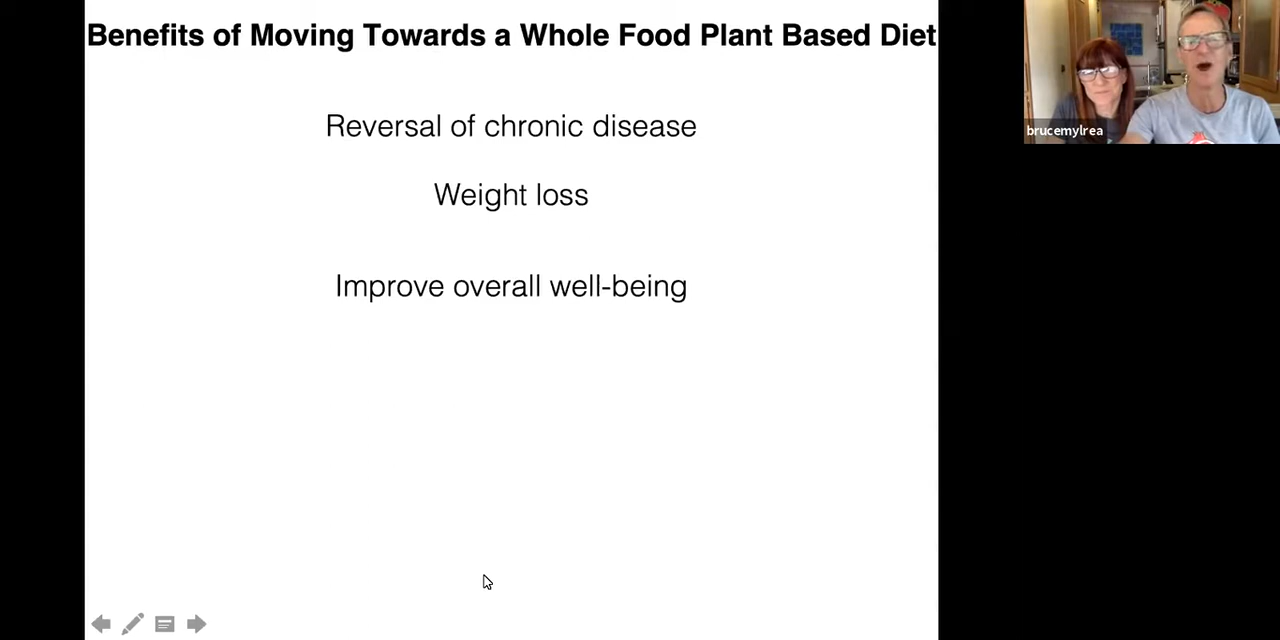 Benefits of Moving Towards a Whole Food Plant Based Diet
Reversal of chronic disease
Weight loss
Improve overall well-being
brucemylrea